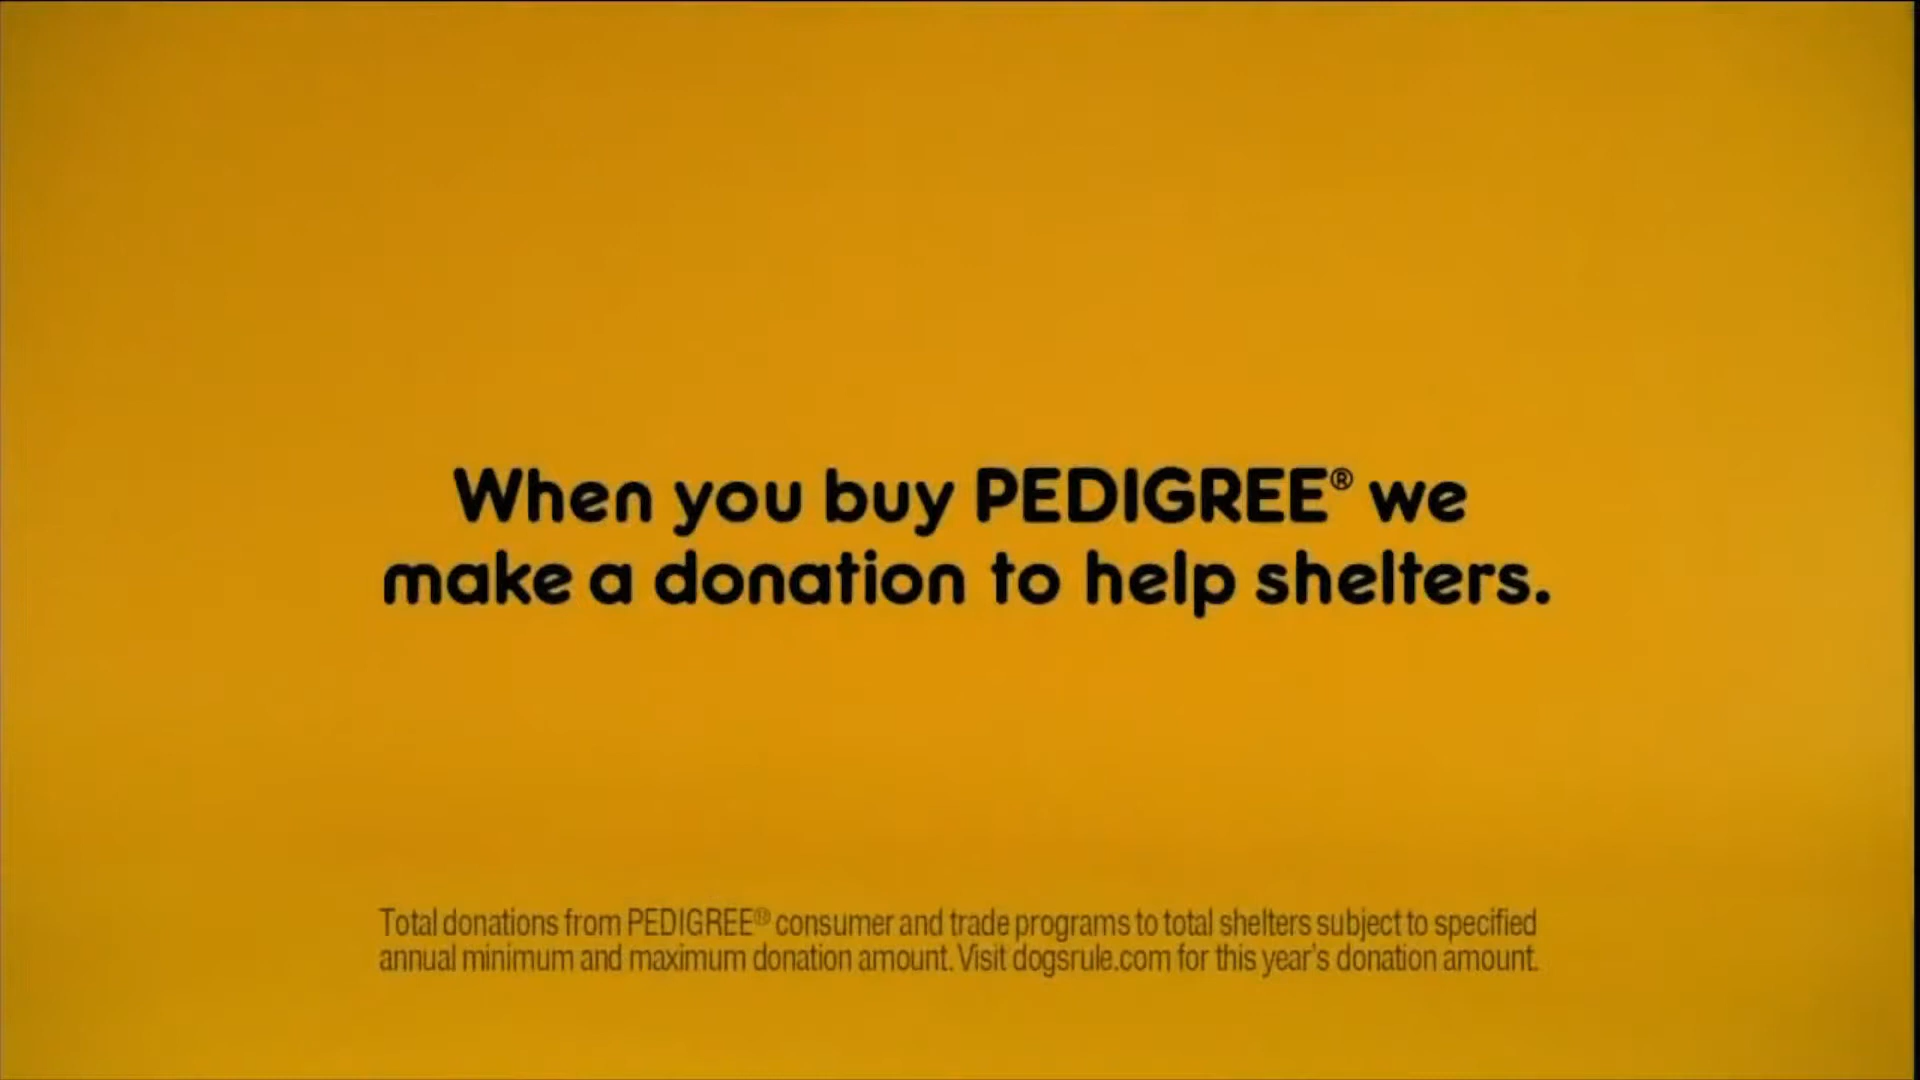 When you buy PEDIGREE® we
make a donation to help shelters.
Total donations from PEDIGREE® consumer and trade programs to total shelters subject to specified
annual minimum and maximum donation amount. Visit dogsrule.com for this year's donation amount.